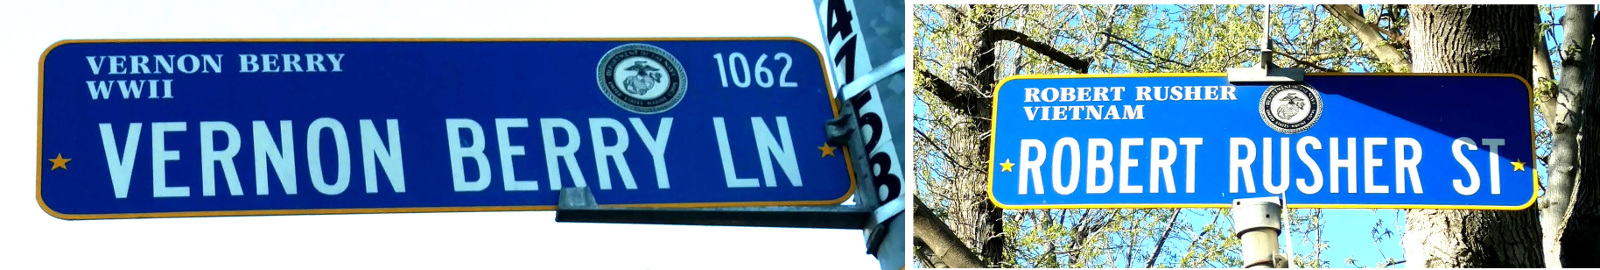 VERNON BERRY
WWII
1062
VERNON BERRY LN
ROBERT RUSHER
VIETNAM
ROBERT RUSHER ST